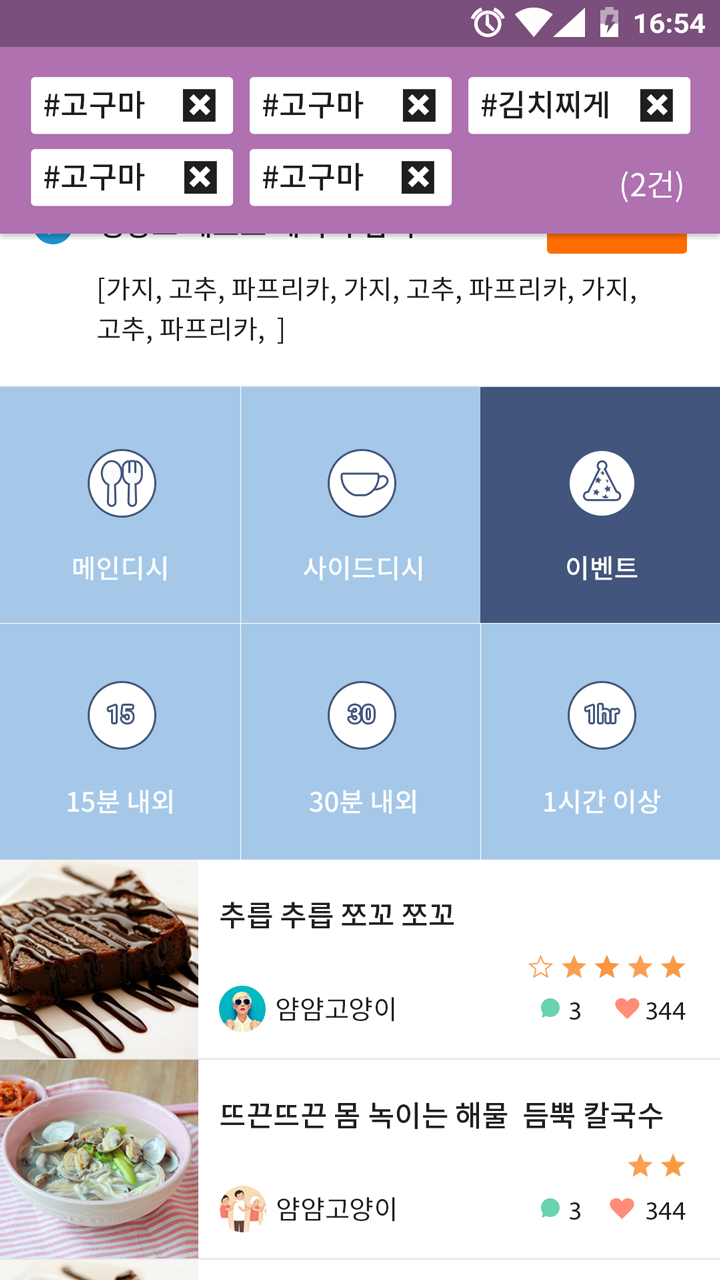 16:54
#고구마 #고구마 #김치찌게
#고구마 #고구마 (2건)
[가지, 고추, 파프리카, 가지, 고추, 파프리카, 가지,
고추, 파프리카, ]
메인디시 사이드디시 이벤트
15 30 1hr
15분 내외 30분 내외 1시간 이상
추릅 추릅 쪼꼬 쪼꼬
얌얌고양이 3 344
뜨끈뜨끈 몸 녹이는 해물 듬뿍 칼국수
얌얌고양이 3 344